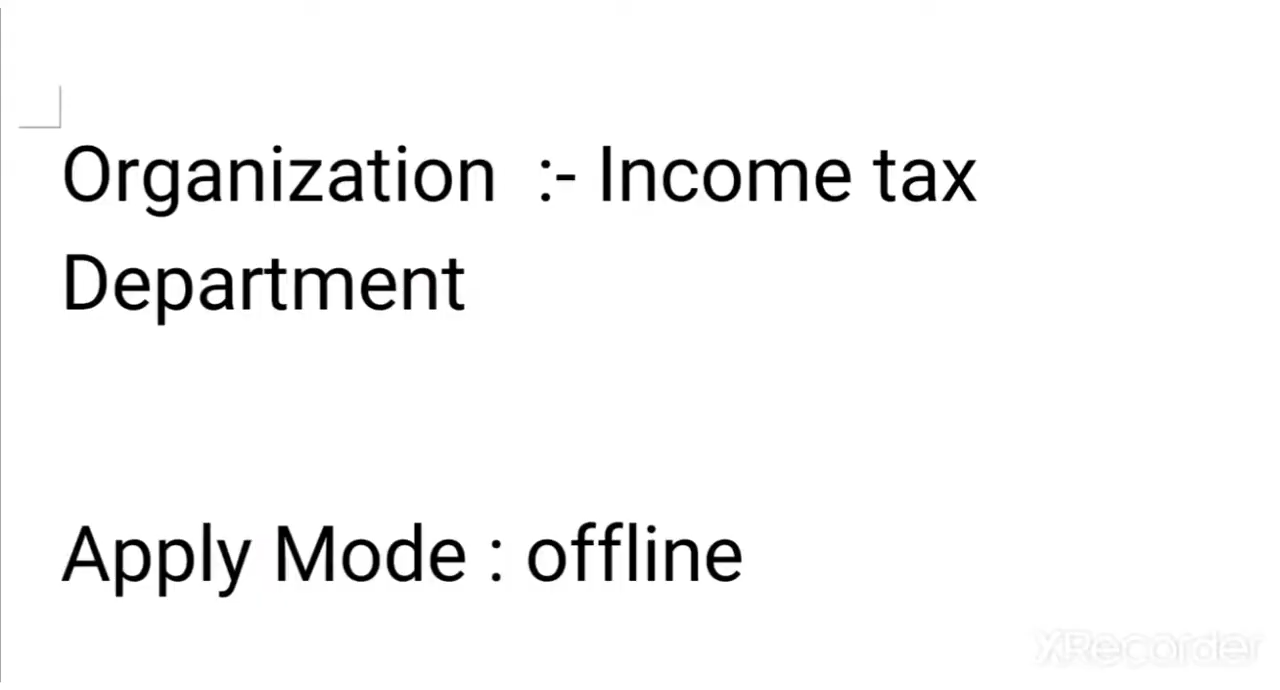 Organization :- Income tax
Department
Apply Mode : offline
XRecorder